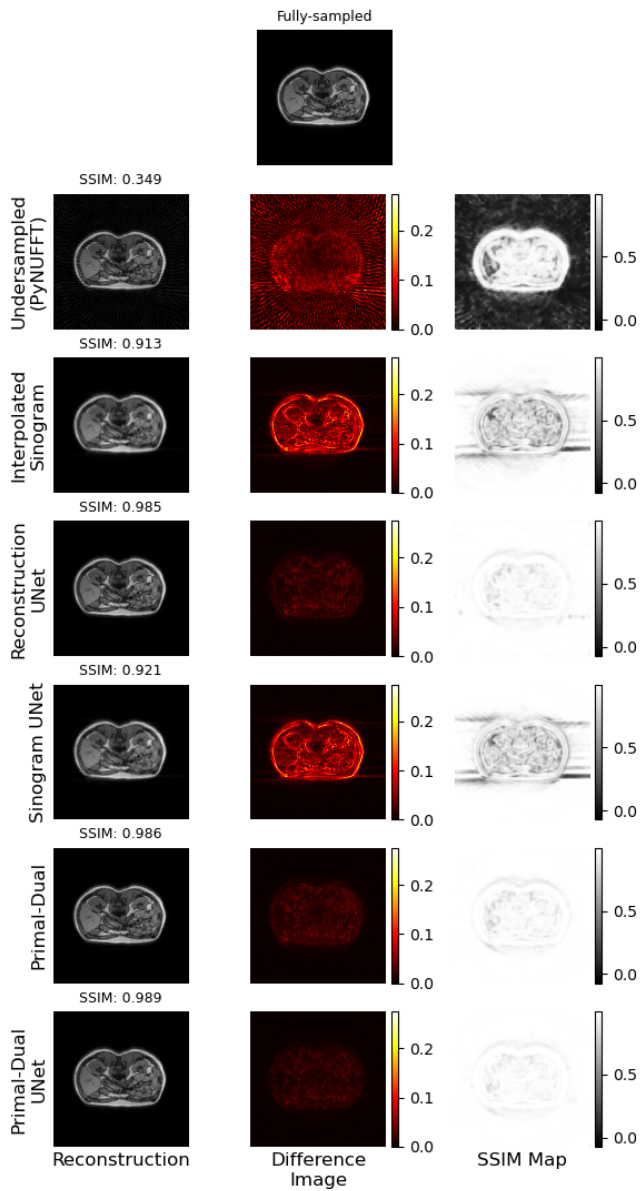 Fully-sampled
SSIM: 0.349
Undersampled
(PyNUFFT)
0.2
0.1
0.0
0.5
0.0
SSIM: 0.913
Interpolated
Sinogram
0.2
0.1
0.0
0.5
0.0
SSIM: 0.985
Reconstruction
UNet
0.2
0.1
0.0
0.5
0.0
SSIM: 0.921
Sinogram UNet
0.2
0.1
0.0
0.5
0.0
SSIM: 0.986
Primal-Dual
0.2
0.1
0.0
0.5
0.0
SSIM: 0.989
Primal-Dual
UNet
0.2
0.1
0.0
0.5
0.0
Reconstruction
Difference
Image
SSIM Map